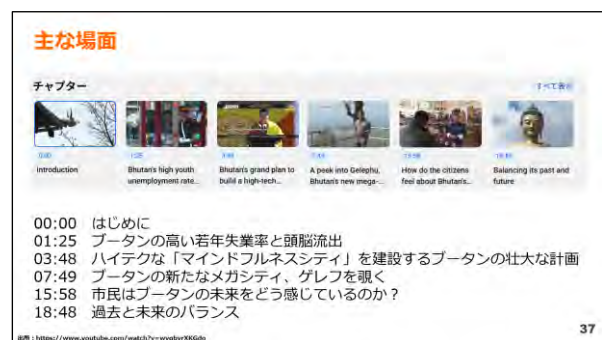 主な場面
チャプター
すべて表示
0:00
1:25
3:48
7:49
15:58
18:48
Introduction
Bhutan's high youth
unemployment rate...
Bhutan's grand plan to
build a high-tech...
A peek into Gelephu,
Bhutan's new mega-...
How do the citizens
feel about Bhutan's...
Balancing its past and
future
00:00 はじめに
01:25 ブータンの高い若年失業率と頭脳流出
03:48 ハイテクな「マインドフルネスシティ」を建設するブータンの壮大な計画
07:49 ブータンの新たなメガシティ、ゲレフを覗く
15:58 市民はブータンの未来をどう感じているのか？
18:48 過去と未来のバランス
出所：https://www.youtube.com/watch?v=
37